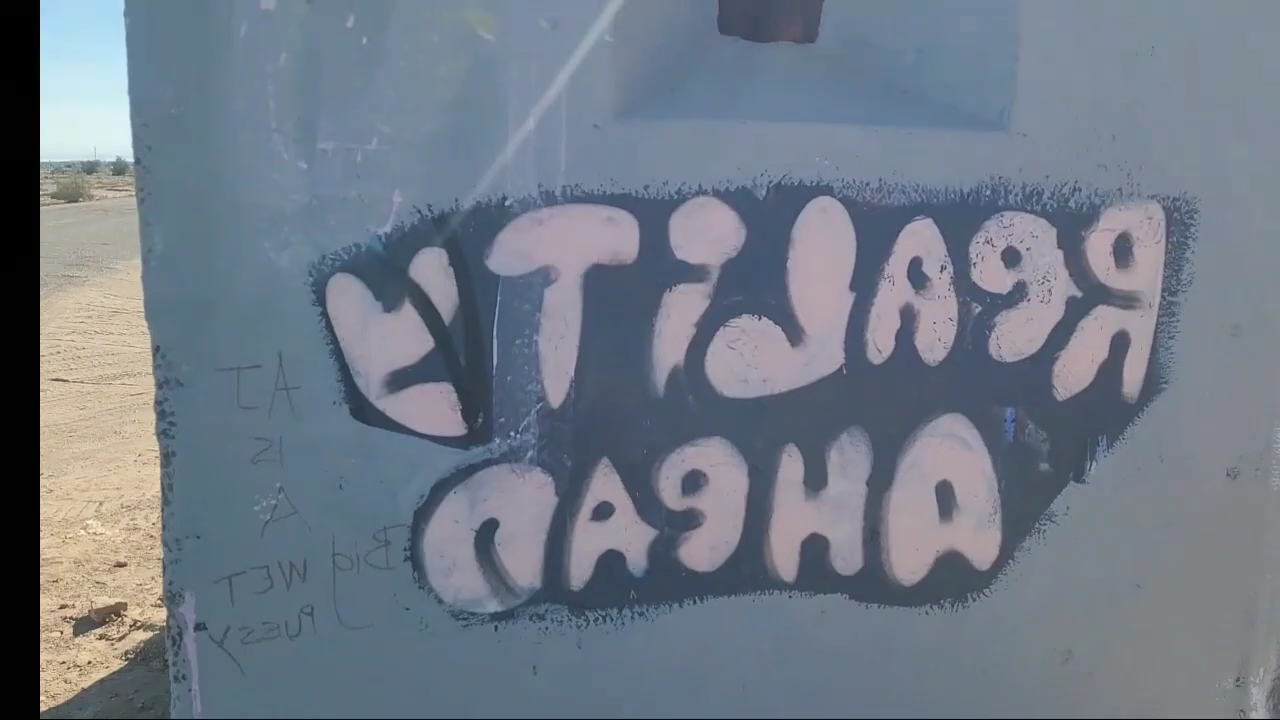 ReALiTY
AHeAD
AT
IS
A
Big WET
PUSSY